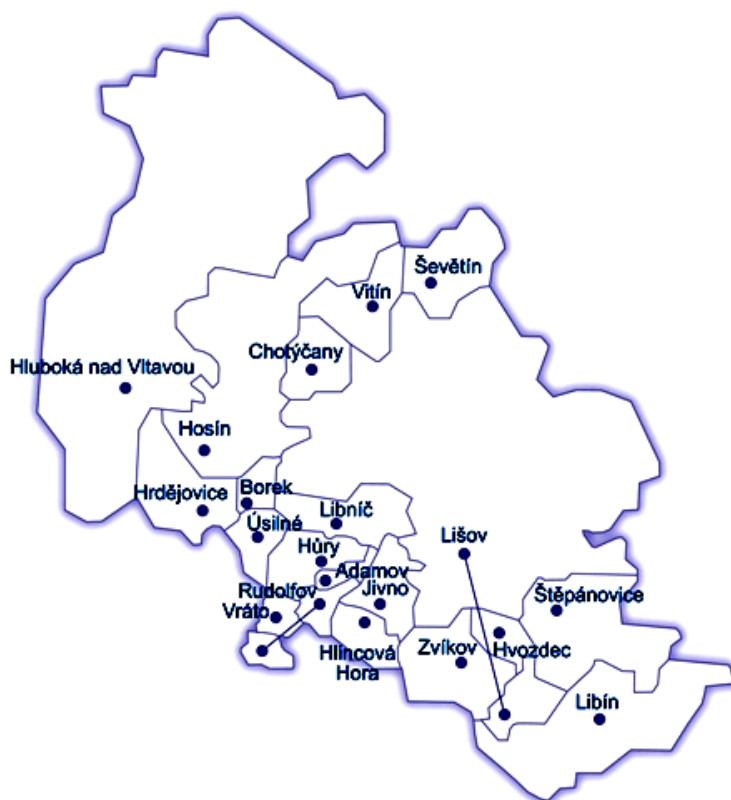 Ševětín
Vitín
Chotýčany
Hluboká nad Vltavou
Hosín
Borek
Hrdějovice
Libníč
Úsilné
Lišov
Hůry
Adamov
Rudolfov
Jivno
Vráto
Štěpánovice
Hlincová
Hora
Zvíkov
Hvozdec
Libín